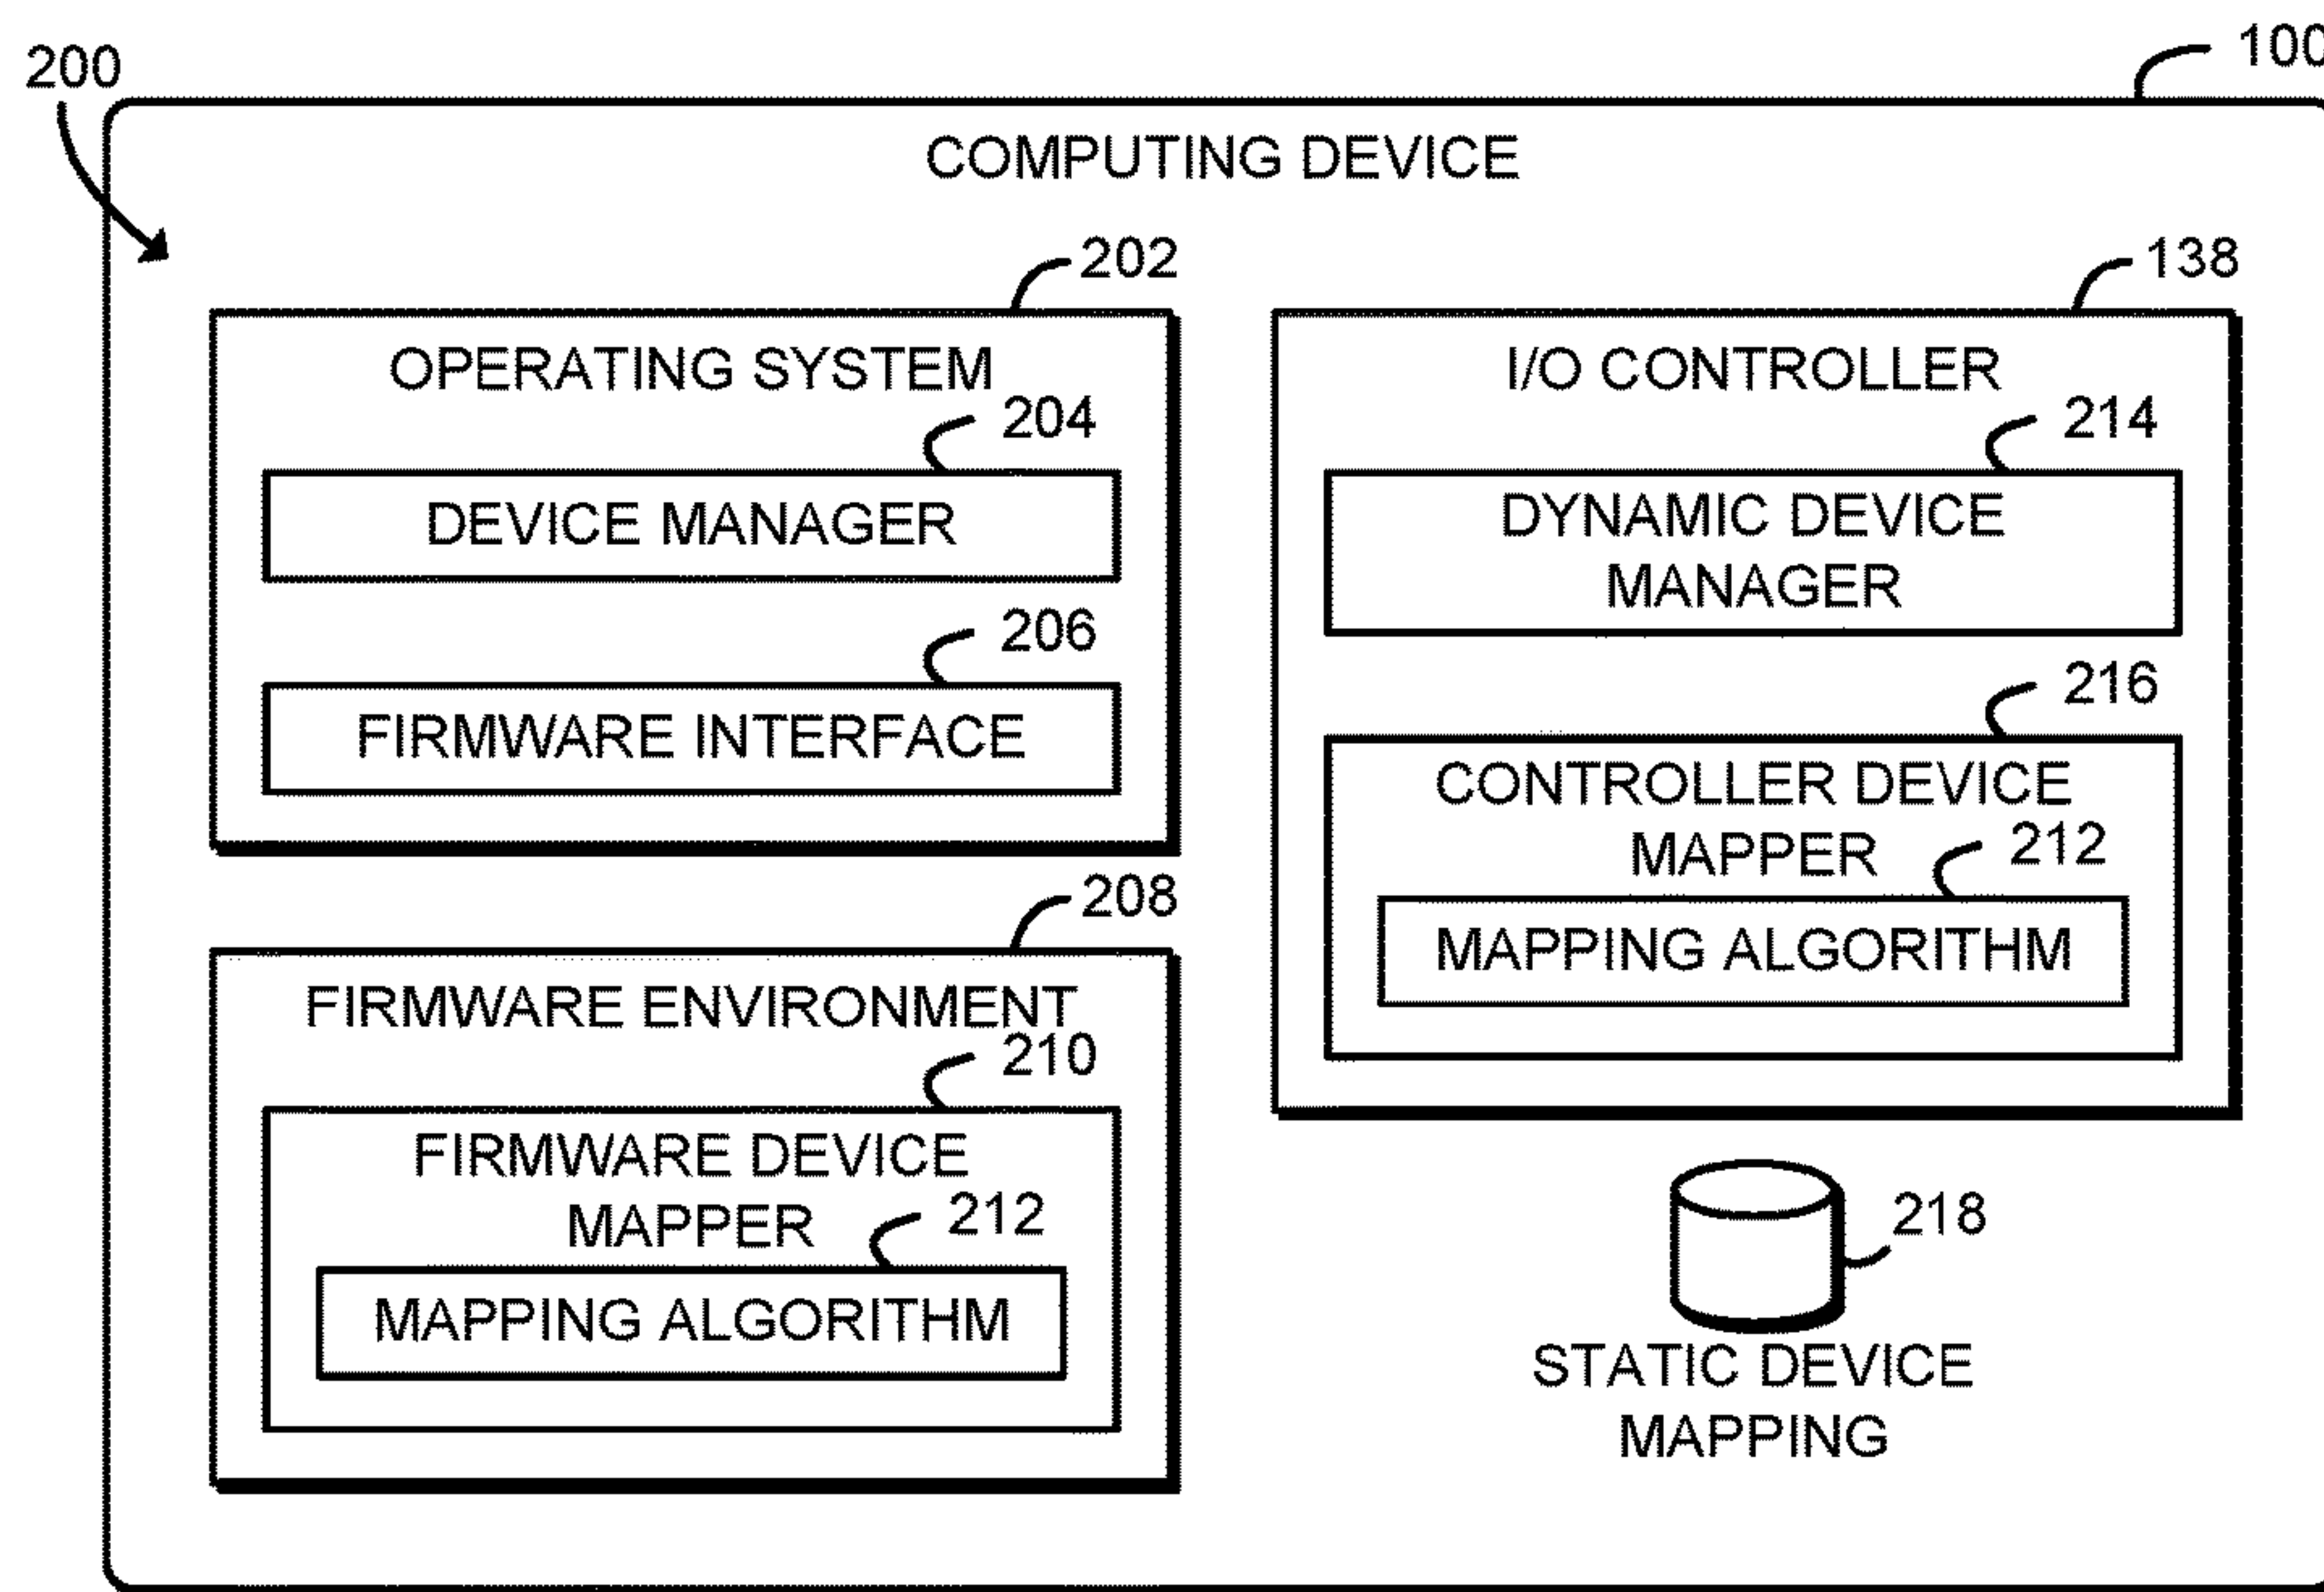 200
100
COMPUTING DEVICE
202
OPERATING SYSTEM
204
DEVICE MANAGER
206
FIRMWARE INTERFACE
208
FIRMWARE ENVIRONMENT
210
FIRMWARE DEVICE
MAPPER
212
MAPPING ALGORITHM
138
I/O CONTROLLER
214
DYNAMIC DEVICE
MANAGER
216
CONTROLLER DEVICE
MAPPER
212
MAPPING ALGORITHM
218
STATIC DEVICE
MAPPING